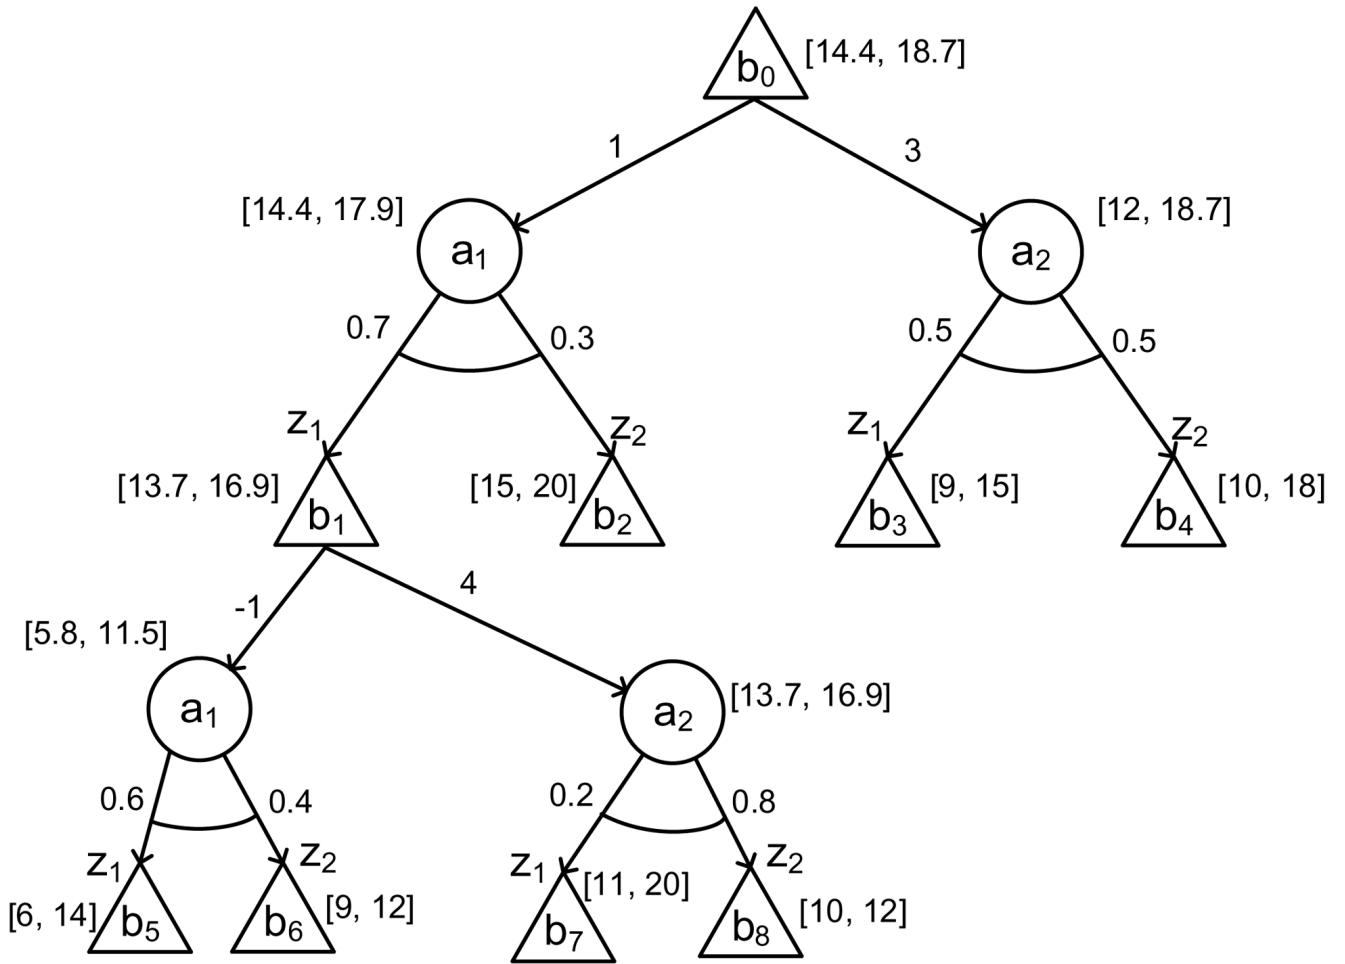 b₀ [14.4, 18.7]
1 3
[14.4, 17.9] a₁ a₂ [12, 18.7]
0.7 0.3 0.5 0.5
z₁ z₂ z₁ z₂
[13.7, 16.9] b₁ [15, 20] b₂ b₃ [9, 15] b₄ [10, 18]
-1 4
[5.8, 11.5] a₁ a₂ [13.7, 16.9]
0.6 0.4 0.2 0.8
z₁ z₂ z₁ z₂
[6, 14] b₅ b₆ [9, 12] b₇ [11, 20] b₈ [10, 12]